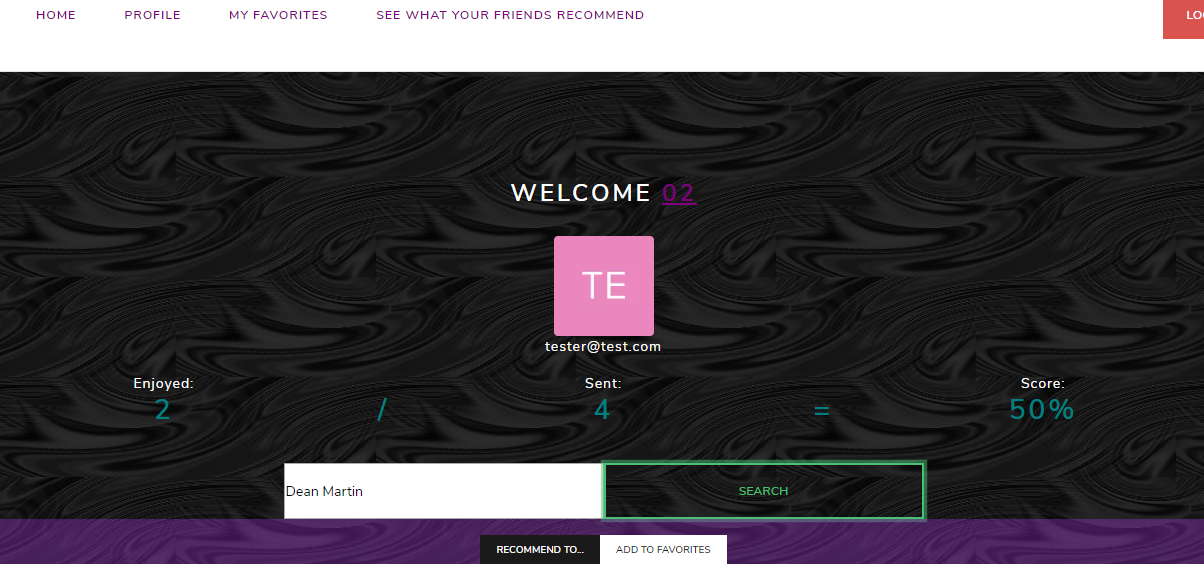 HOME PROFILE MY FAVORITES SEE WHAT YOUR FRIENDS RECOMMEND
WELCOME 02
TE
tester@test.com
Enjoyed: Sent: Score:
2 / 4 = 50%
Dean Martin SEARCH
RECOMMEND TO... ADD TO FAVORITES